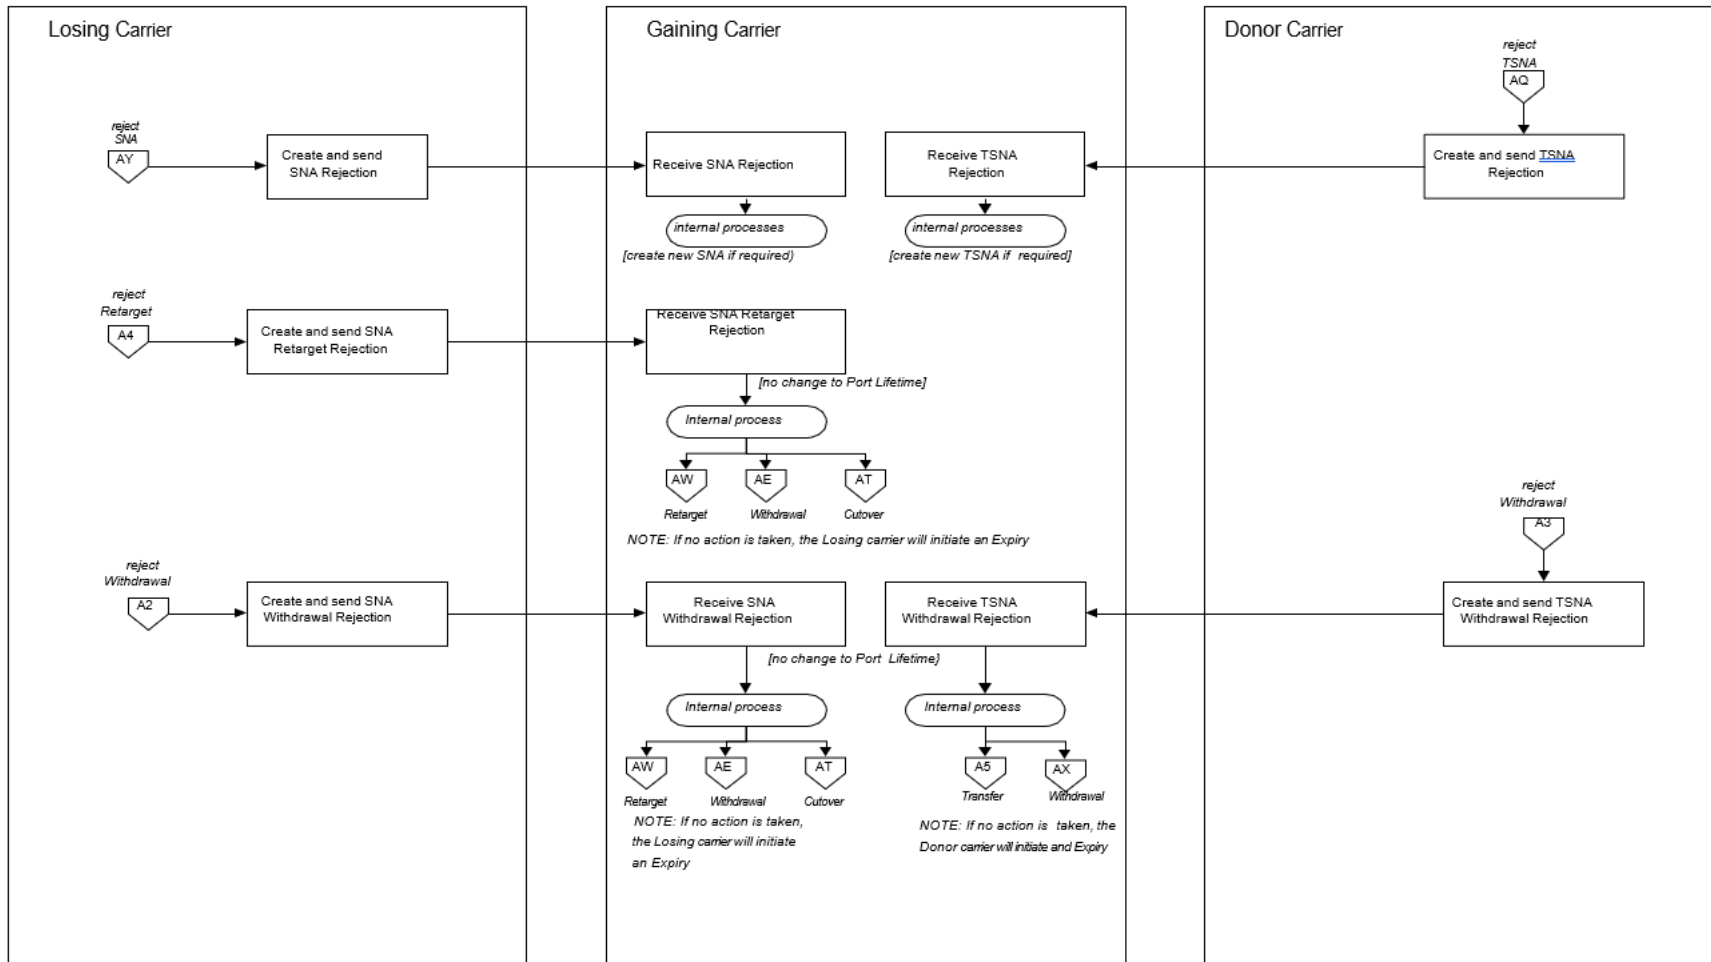 Losing Carrier
Gaining Carrier
Donor Carrier
reject
TSNA
AQ
reject
SNA
AY
Create and send
SNA Rejection
Receive SNA Rejection
Receive TSNA
Rejection
Create and send TSNA
Rejection
internal processes
[create new SNA if required)
internal processes
[create new TSNA if required]
reject
Retarget
A4
Create and send SNA
Retarget Rejection
Receive SNA Retarget
Rejection
[no change to Port Lifetime]
Internal process
AW
AE
AT
Retarget
Withdrawal
Cutover
NOTE: If no action is taken, the Losing carrier will initiate an Expiry
reject
Withdrawal
A3
reject
Withdrawal
A2
Create and send SNA
Withdrawal Rejection
Receive SNA
Withdrawal Rejection
Receive TSNA
Withdrawal Rejection
Create and send TSNA
Withdrawal Rejection
[no change to Port Lifetime}
Internal process
Internal process
AW
AE
AT
A5
AX
Retarget
Withdrawal
Cutover
Transfer
Withdrawal
NOTE: If no action is taken,
the Losing carrier will initiate
an Expiry
NOTE: If no action is taken, the
Donor carrier will initiate and Expiry